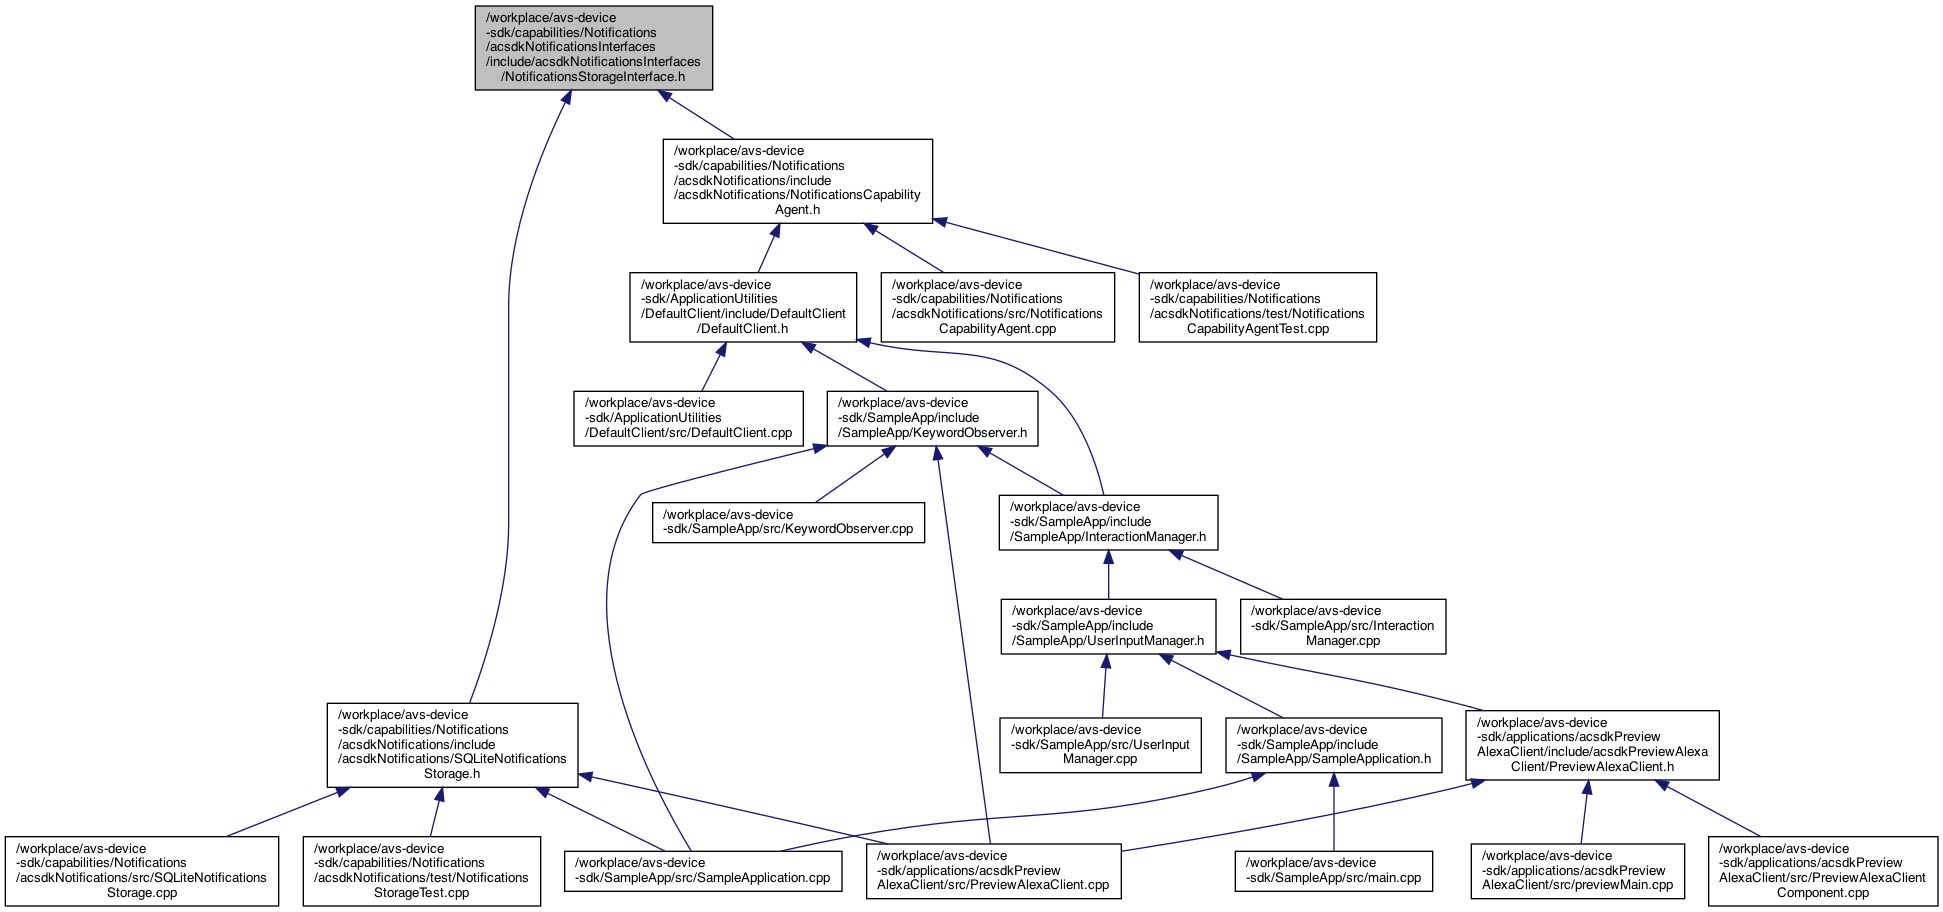 /workplace/avs-device
-sdk/capabilities/Notifications
/acsdkNotificationsInterfaces
/include/acsdkNotificationsInterfaces
/NotificationsStorageInterface.h
/workplace/avs-device
-sdk/capabilities/Notifications
/acsdkNotifications/include
/acsdkNotifications/NotificationsCapability
Agent.h
/workplace/avs-device
-sdk/ApplicationUtilities
/DefaultClient/include/DefaultClient
/DefaultClient.h
/workplace/avs-device
-sdk/capabilities/Notifications
/acsdkNotifications/src/Notifications
CapabilityAgent.cpp
/workplace/avs-device
-sdk/capabilities/Notifications
/acsdkNotifications/test/Notifications
CapabilityAgentTest.cpp
/workplace/avs-device
-sdk/ApplicationUtilities
/DefaultClient/src/DefaultClient.cpp
/workplace/avs-device
-sdk/SampleApp/include
/SampleApp/KeywordObserver.h
/workplace/avs-device
-sdk/SampleApp/src/KeywordObserver.cpp
/workplace/avs-device
-sdk/SampleApp/include
/SampleApp/InteractionManager.h
/workplace/avs-device
-sdk/SampleApp/include
/SampleApp/UserInputManager.h
/workplace/avs-device
-sdk/SampleApp/src/Interaction
Manager.cpp
/workplace/avs-device
-sdk/capabilities/Notifications
/acsdkNotifications/include
/acsdkNotifications/SQLiteNotifications
Storage.h
/workplace/avs-device
-sdk/SampleApp/src/UserInput
Manager.cpp
/workplace/avs-device
-sdk/SampleApp/include
/SampleApp/SampleApplication.h
/workplace/avs-device
-sdk/applications/acsdkPreview
AlexaClient/include/acsdkPreviewAlexa
Client/PreviewAlexaClient.h
/workplace/avs-device
-sdk/capabilities/Notifications
/acsdkNotifications/src/SQLiteNotifications
Storage.cpp
/workplace/avs-device
-sdk/capabilities/Notifications
/acsdkNotifications/test/Notifications
StorageTest.cpp
/workplace/avs-device
-sdk/SampleApp/src/SampleApplication.cpp
/workplace/avs-device
-sdk/applications/acsdkPreview
AlexaClient/src/PreviewAlexaClient.cpp
/workplace/avs-device
-sdk/SampleApp/src/main.cpp
/workplace/avs-device
-sdk/applications/acsdkPreview
AlexaClient/src/previewMain.cpp
/workplace/avs-device
-sdk/applications/acsdkPreview
AlexaClient/src/PreviewAlexaClient
Component.cpp